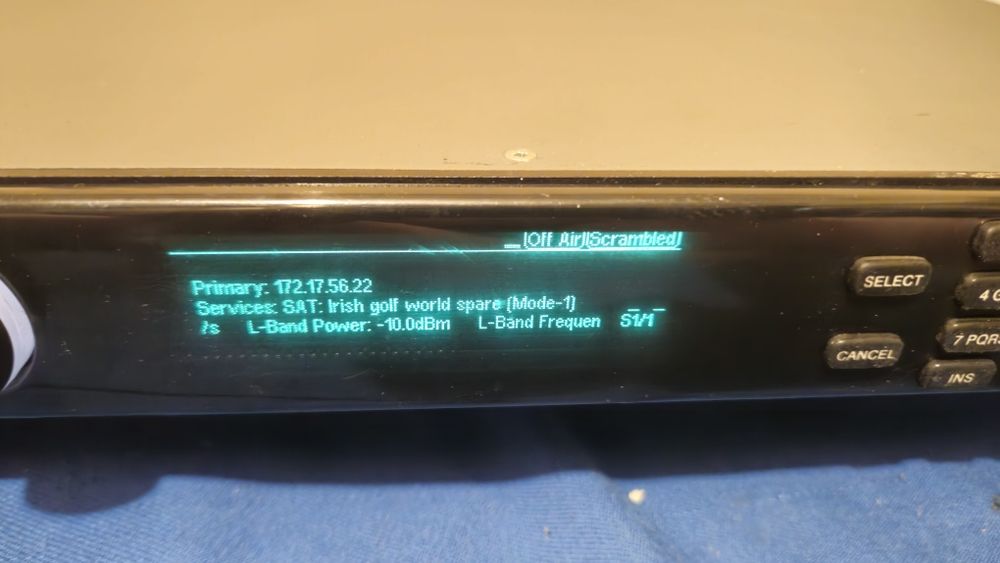 [Off Air][Scrambled]
Primary: 172.17.56.22
Services: SAT: Irish golf world spare (Mode-1)
/s L-Band Power: -10.0dBm L-Band Frequen S1/1
SELECT
CANCEL
4
7 PQR
INS